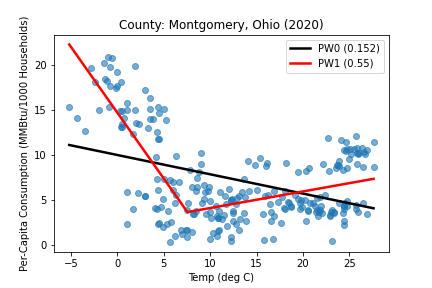 County: Montgomery, Ohio (2020)
PW0 (0.152)
PW1 (0.55)
Per-Capita Consumption (MMBtu/1000 Households)
20
15
10
5
0
−5 0 5 10 15 20 25
Temp (deg C)